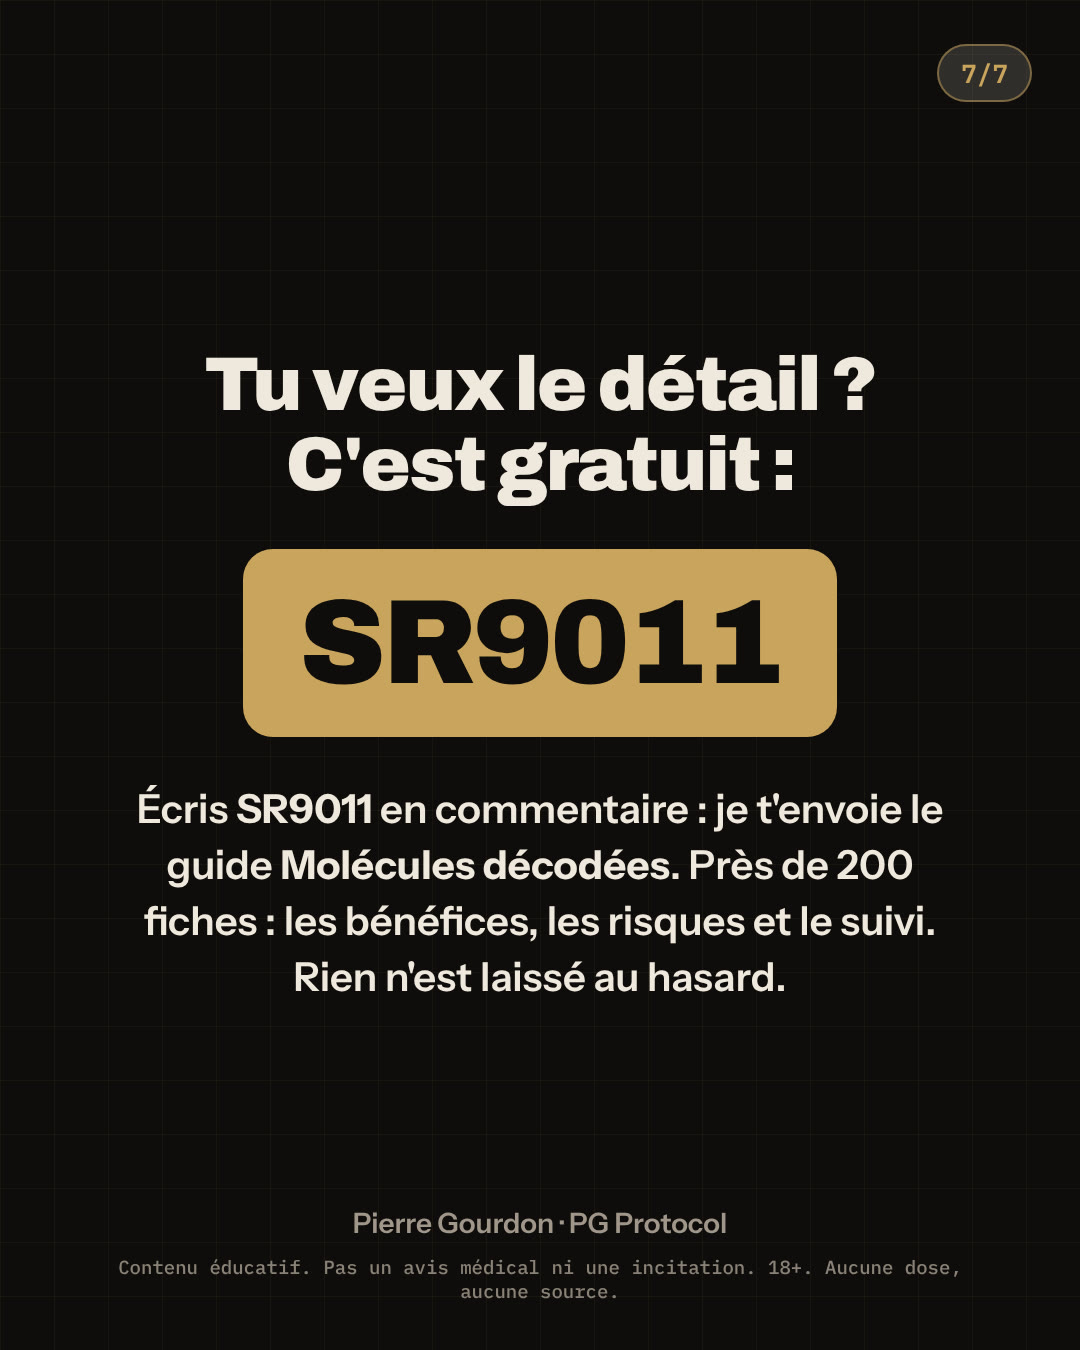 7/7
Tu veux le détail ?
C'est gratuit :
SR9011
Écris SR9011 en commentaire : je t'envoie le
guide Molécules décodées. Près de 200
fiches : les bénéfices, les risques et le suivi.
Rien n'est laissé au hasard.
Pierre Gourdon · PG Protocol
Contenu éducatif. Pas un avis médical ni une incitation. 18+. Aucune dose,
aucune source.